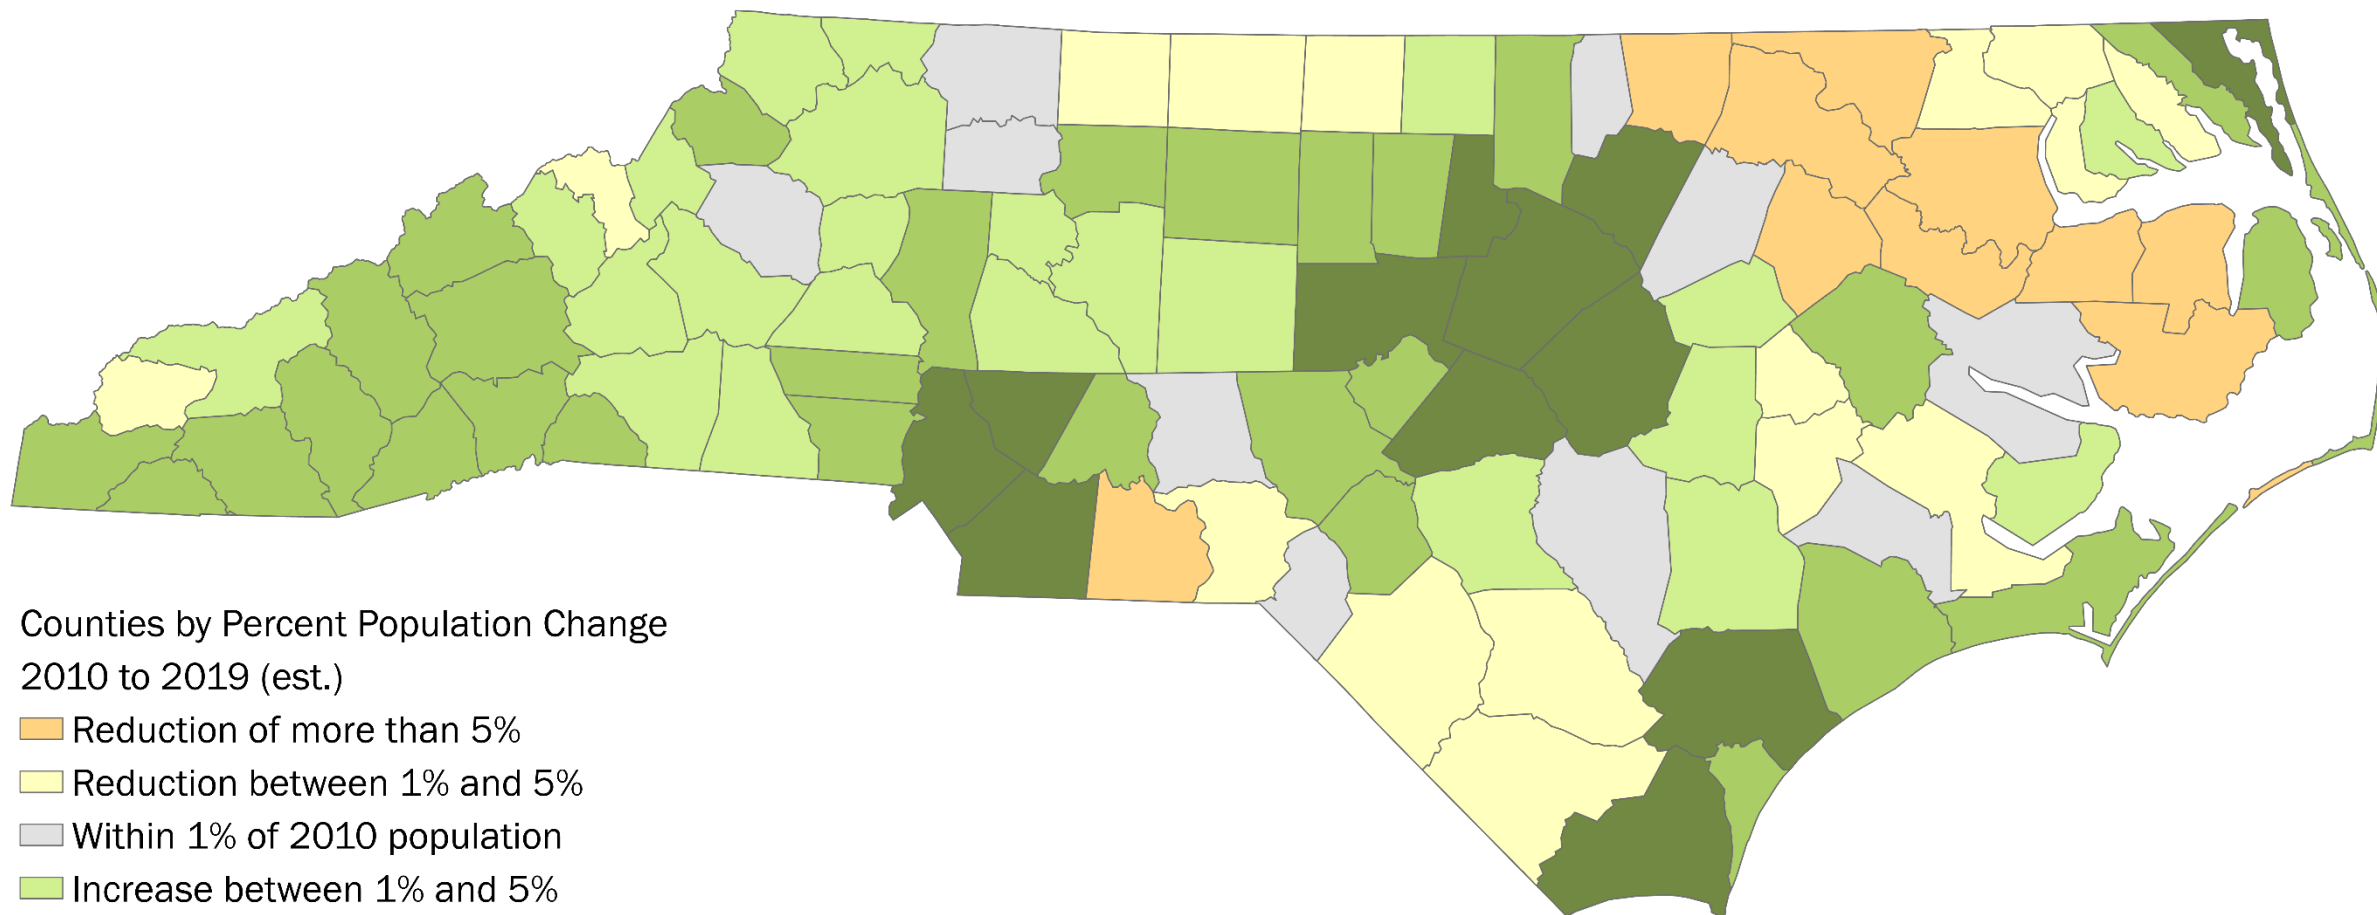 Counties by Percent Population Change
2010 to 2019 (est.)
Reduction of more than 5%
Reduction between 1% and 5%
Within 1% of 2010 population
Increase between 1% and 5%